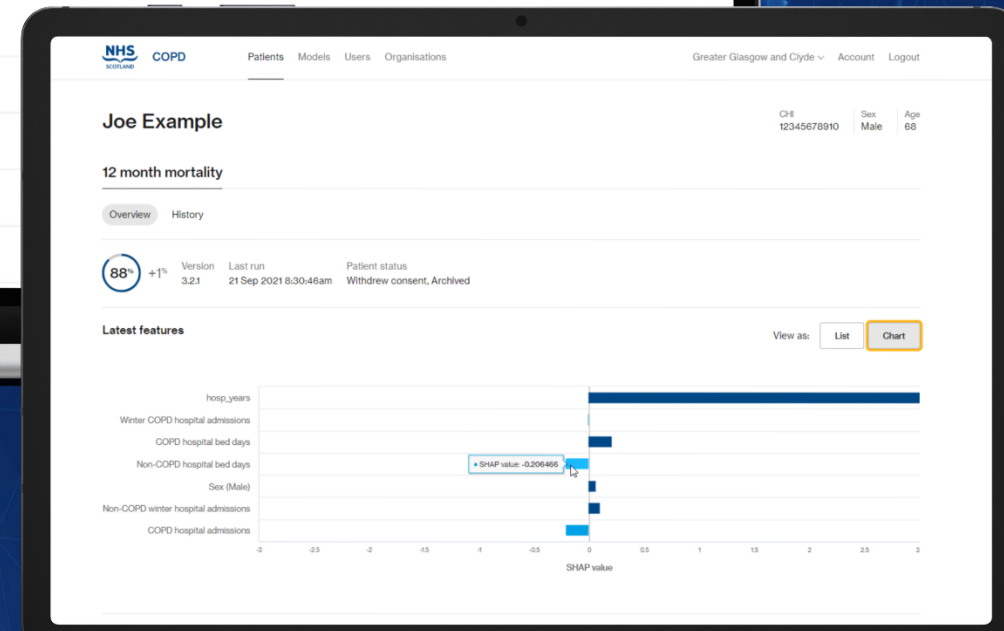 NHS
SCOTLAND
COPD
Patients Models Users Organisations
Greater Glasgow and Clyde Account Logout
Joe Example
CHI Sex Age
12345678910 Male 68
12 month mortality
Overview History
88% +1% Version Last run Patient status
3.2.1 21 Sep 2021 8:30:46am Withdrew consent, Archived
Latest features
View as: List Chart
hosp_years
Winter COPD hospital admissions
COPD hospital bed days
Non-COPD hospital bed days
• SHAP value: -0.206466
Sex (Male)
Non-COPD winter hospital admissions
COPD hospital admissions
-3 -2.5 -2 -1.5 -1 -0.5 0 0.5 1 1.5 2 2.5 3
SHAP value